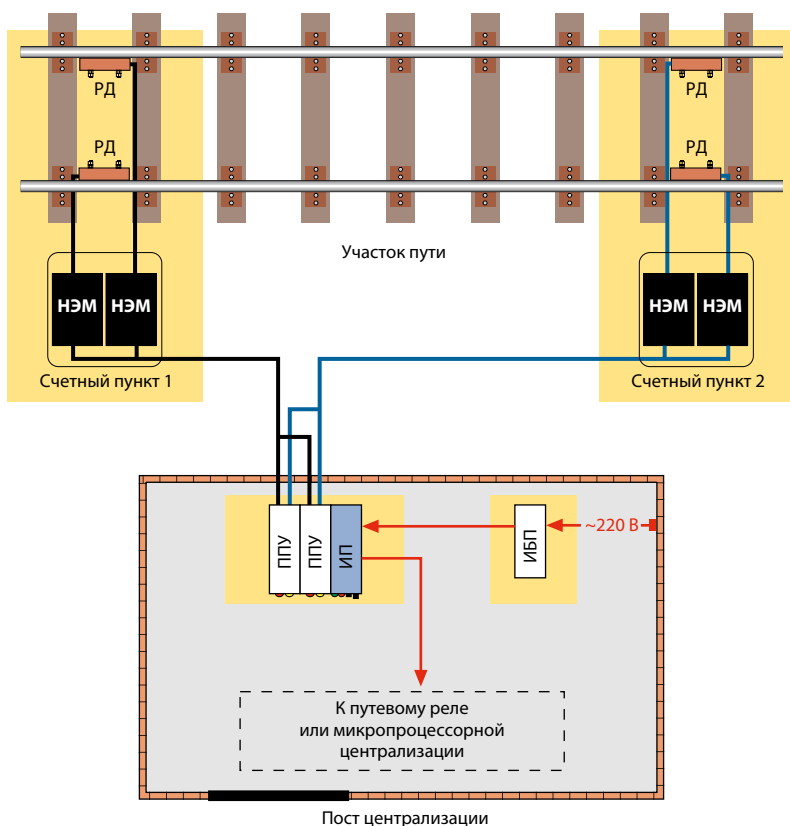 РД
РД
РД
РД
Участок пути
НЭМ
НЭМ
НЭМ
НЭМ
Счетный пункт 1
Счетный пункт 2
ППУ
ППУ
ИП
ИБП
~220 В
К путевому реле
или микропроцессорной
централизации
Пост централизации